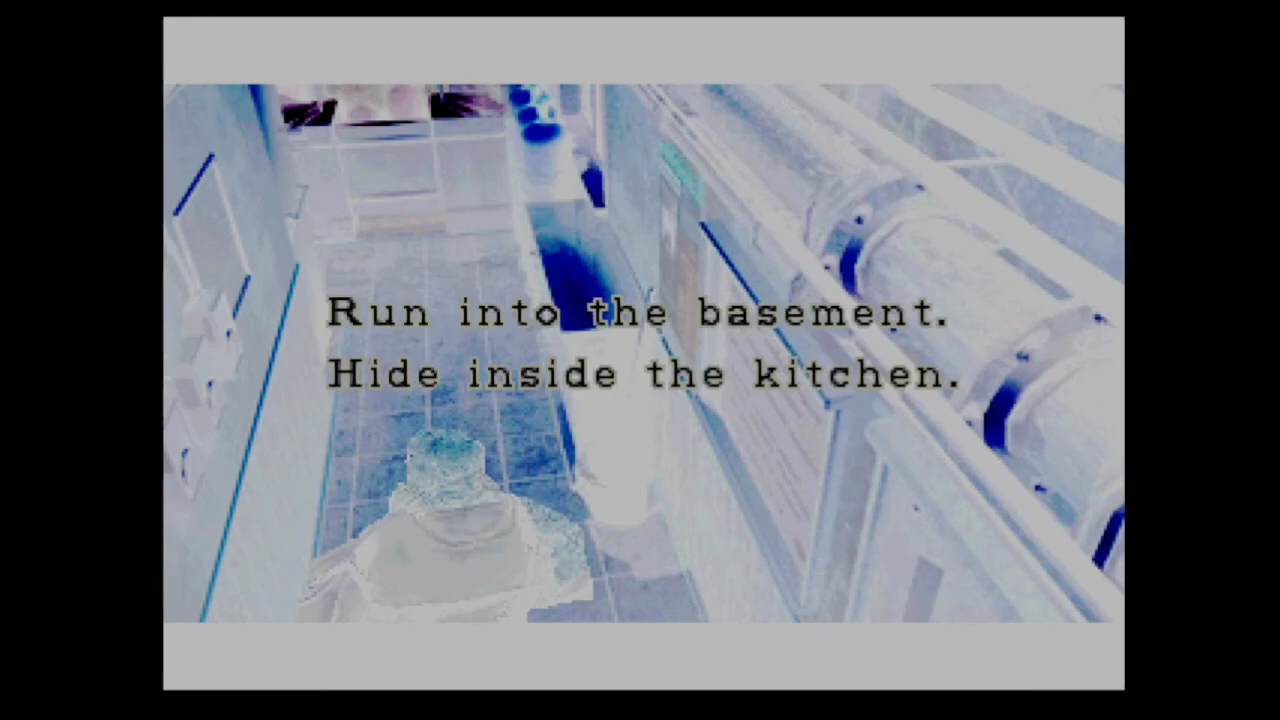 Run into the basement.
Hide inside the kitchen.